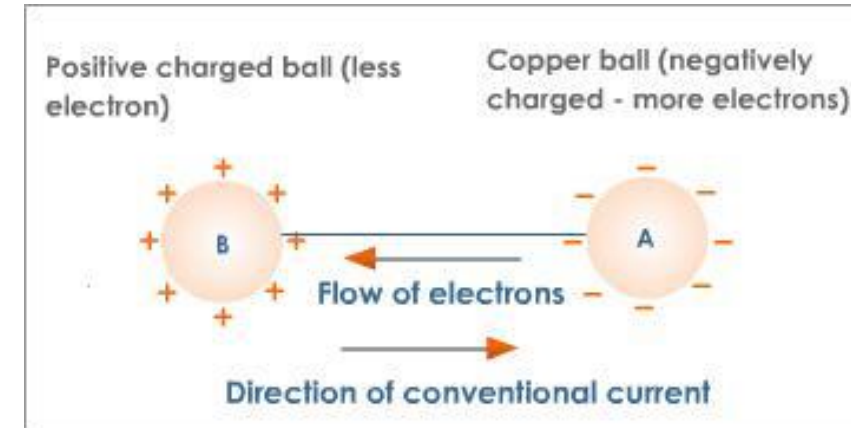 Positive charged ball (less
electron)
Copper ball (negatively
charged - more electrons)
B
A
Flow of electrons
Direction of conventional current